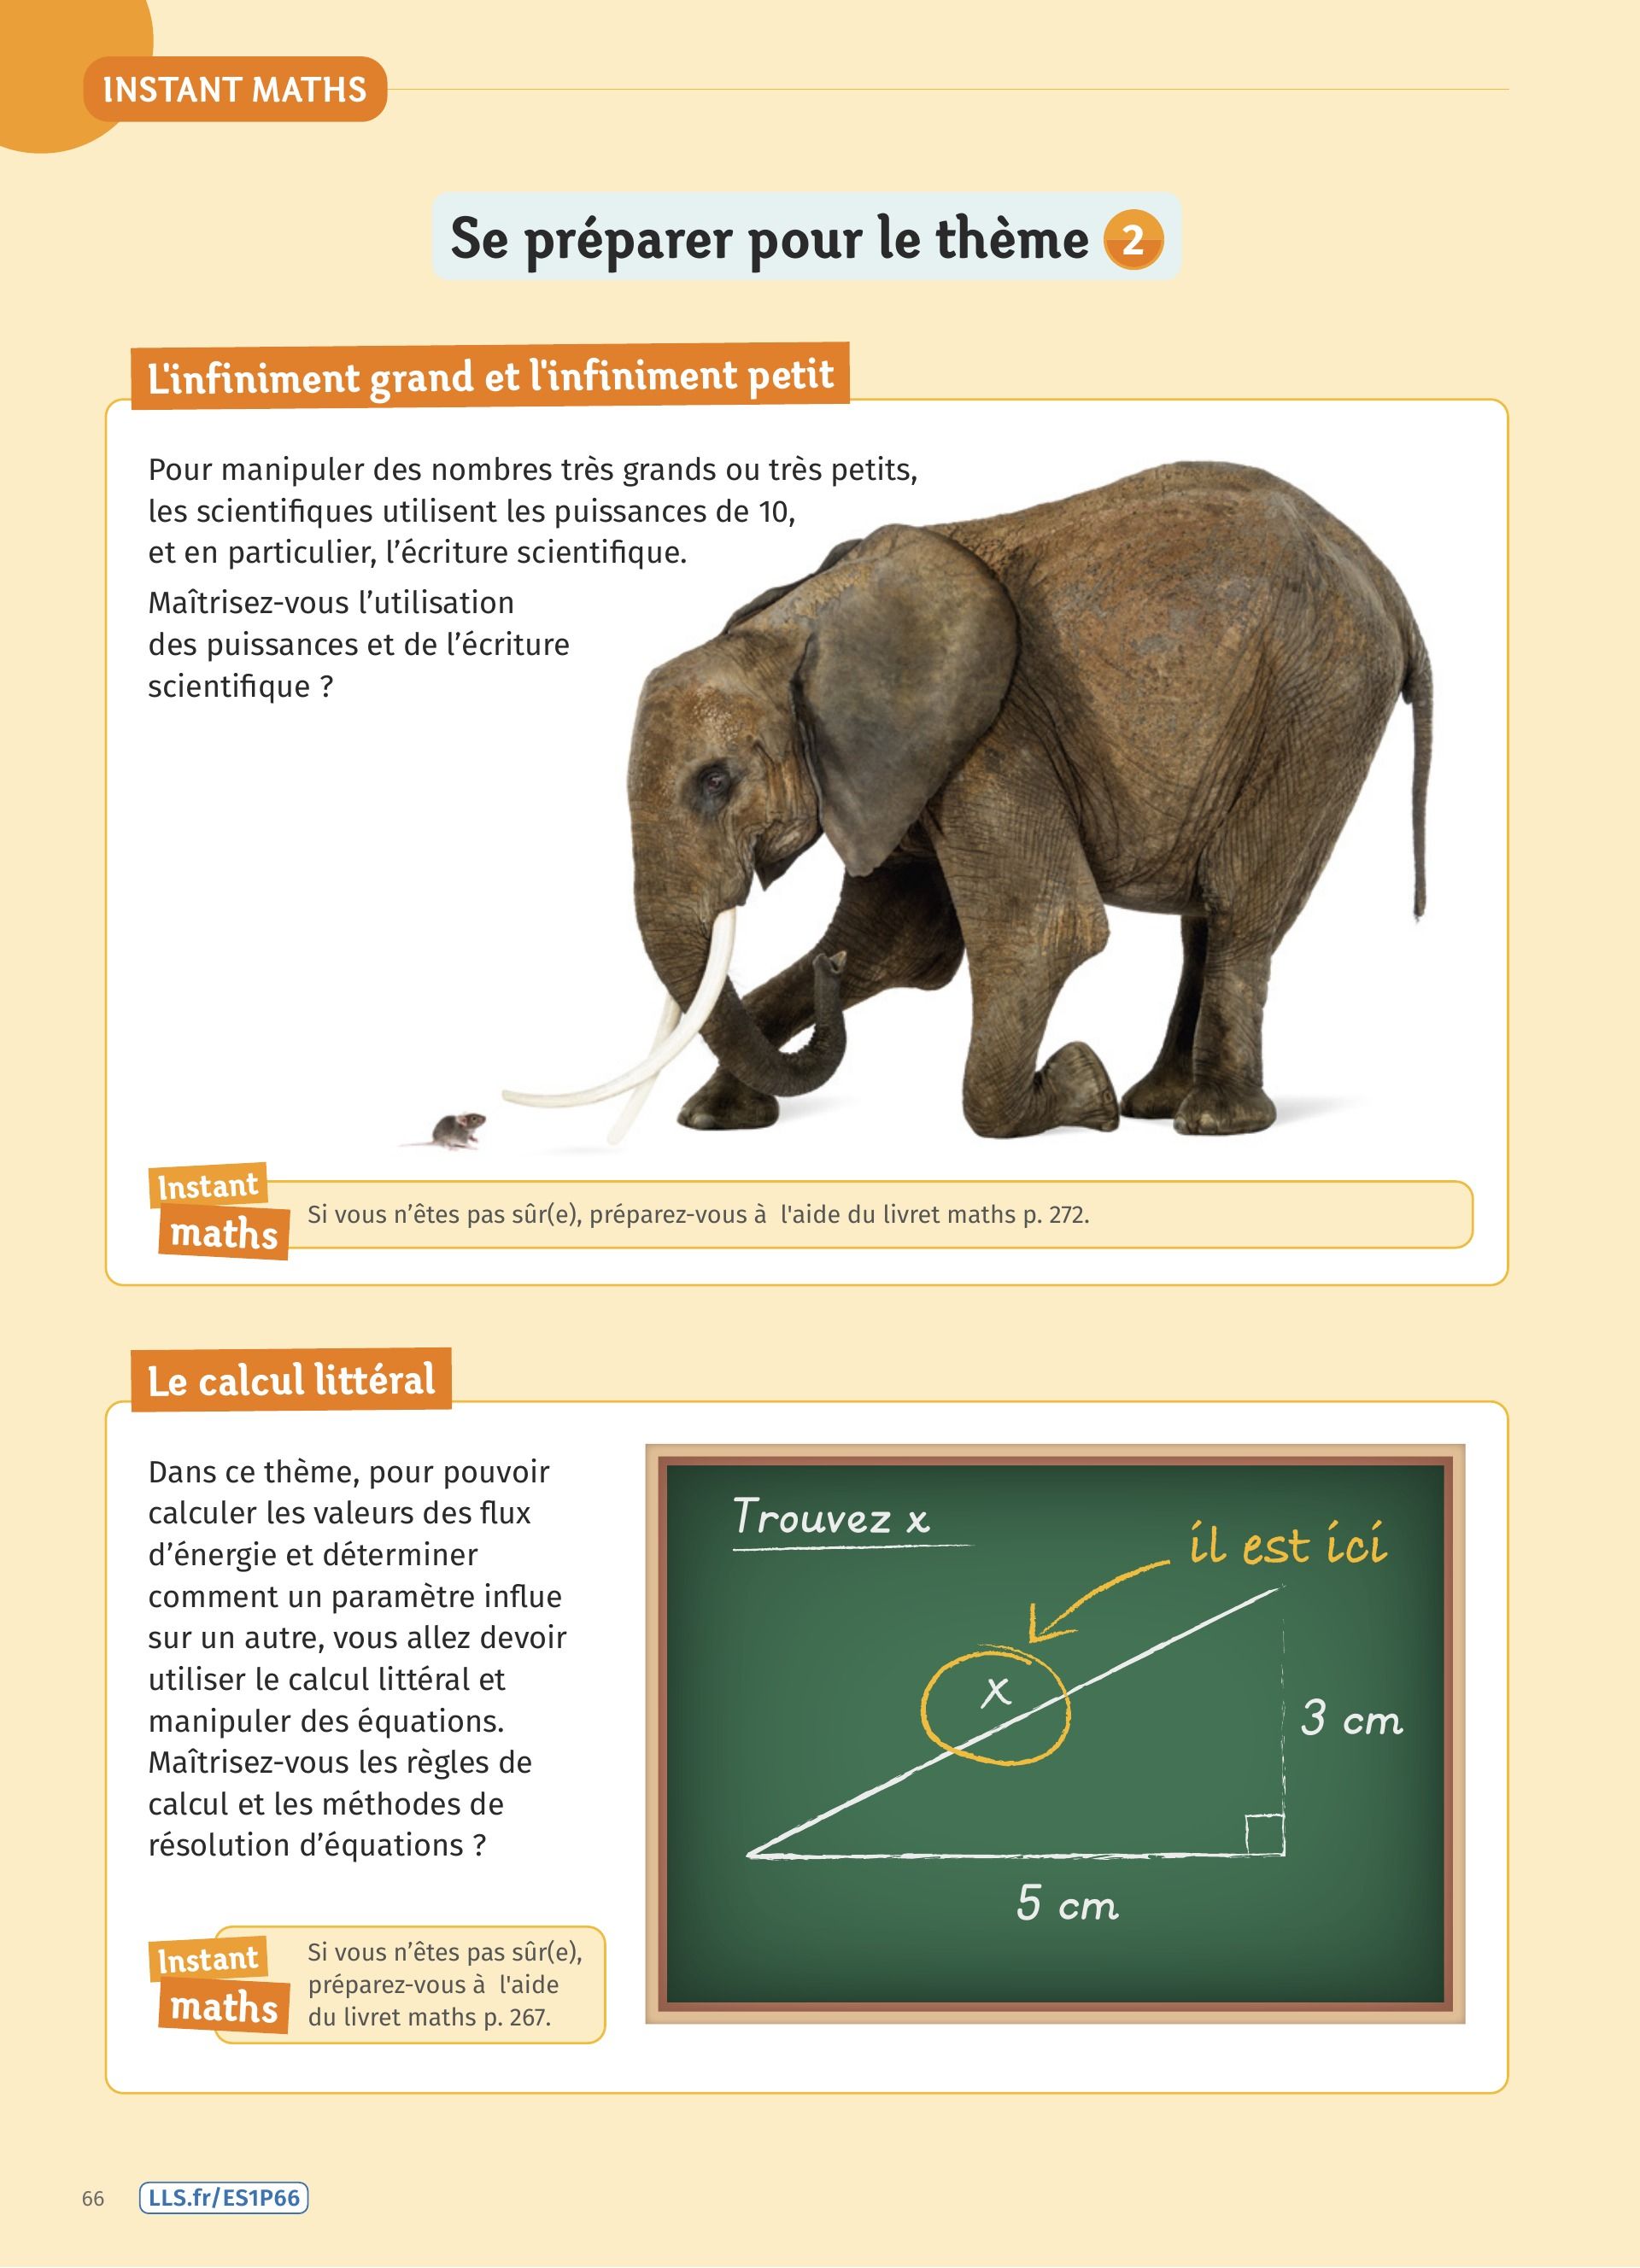 INSTANT MATHS
Se préparer pour le thème 2
L'infiniment grand et l'infiniment petit
Pour manipuler des nombres très grands ou très petits,
les scientifiques utilisent les puissances de 10,
et en particulier, l’écriture scientifique.
Maîtrisez-vous l’utilisation
des puissances et de l’écriture
scientifique ?
Instant
maths
Si vous n’êtes pas sûr(e), préparez-vous à l'aide du livret maths p. 272.
Le calcul littéral
Dans ce thème, pour pouvoir
calculer les valeurs des flux
d’énergie et déterminer
comment un paramètre influe
sur un autre, vous allez devoir
utiliser le calcul littéral et
manipuler des équations.
Maîtrisez-vous les règles de
calcul et les méthodes de
résolution d’équations ?
Instant
maths
Si vous n’êtes pas sûr(e),
préparez-vous à l'aide
du livret maths p. 267.
Trouvez x
il est ici
x
3 cm
5 cm
66
LLS.fr/ES1P66